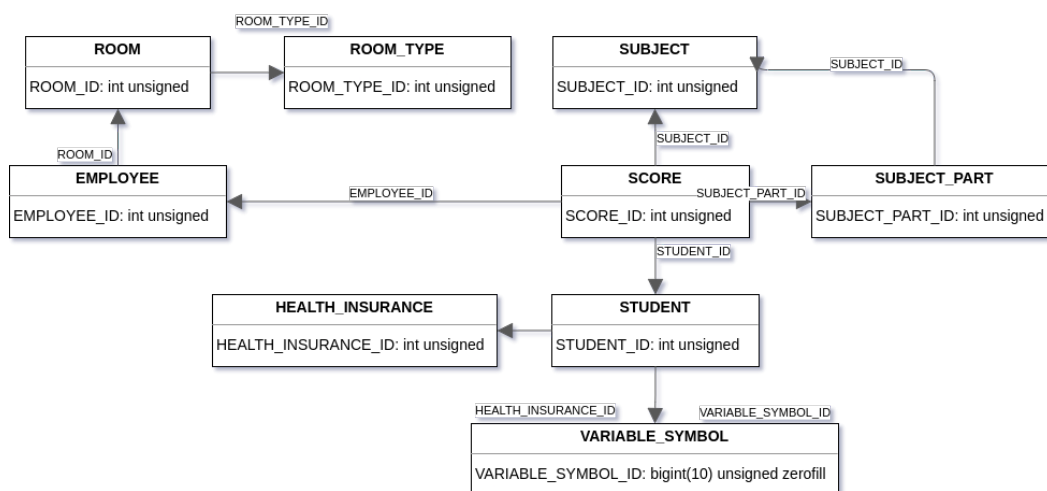 ROOM_TYPE_ID
ROOM
ROOM_ID: int unsigned
ROOM_TYPE
ROOM_TYPE_ID: int unsigned
SUBJECT
SUBJECT_ID: int unsigned
SUBJECT_ID
ROOM_ID
SUBJECT_ID
EMPLOYEE
EMPLOYEE_ID: int unsigned
EMPLOYEE_ID
SCORE
SCORE_ID: int unsigned
SUBJECT_PART_ID
SUBJECT_PART
SUBJECT_PART_ID: int unsigned
STUDENT_ID
HEALTH_INSURANCE
HEALTH_INSURANCE_ID: int unsigned
STUDENT
STUDENT_ID: int unsigned
HEALTH_INSURANCE_ID
VARIABLE_SYMBOL_ID
VARIABLE_SYMBOL
VARIABLE_SYMBOL_ID: bigint(10) unsigned zerofill